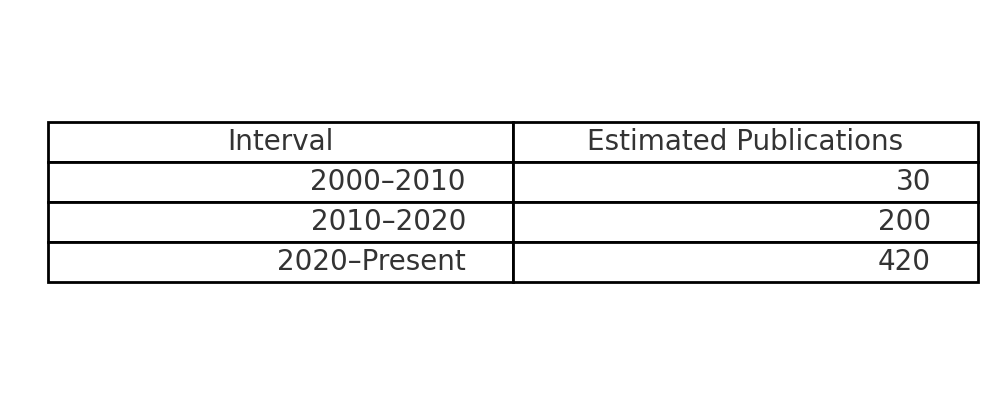 Interval Estimated Publications
2000–2010 30
2010–2020 200
2020–Present 420